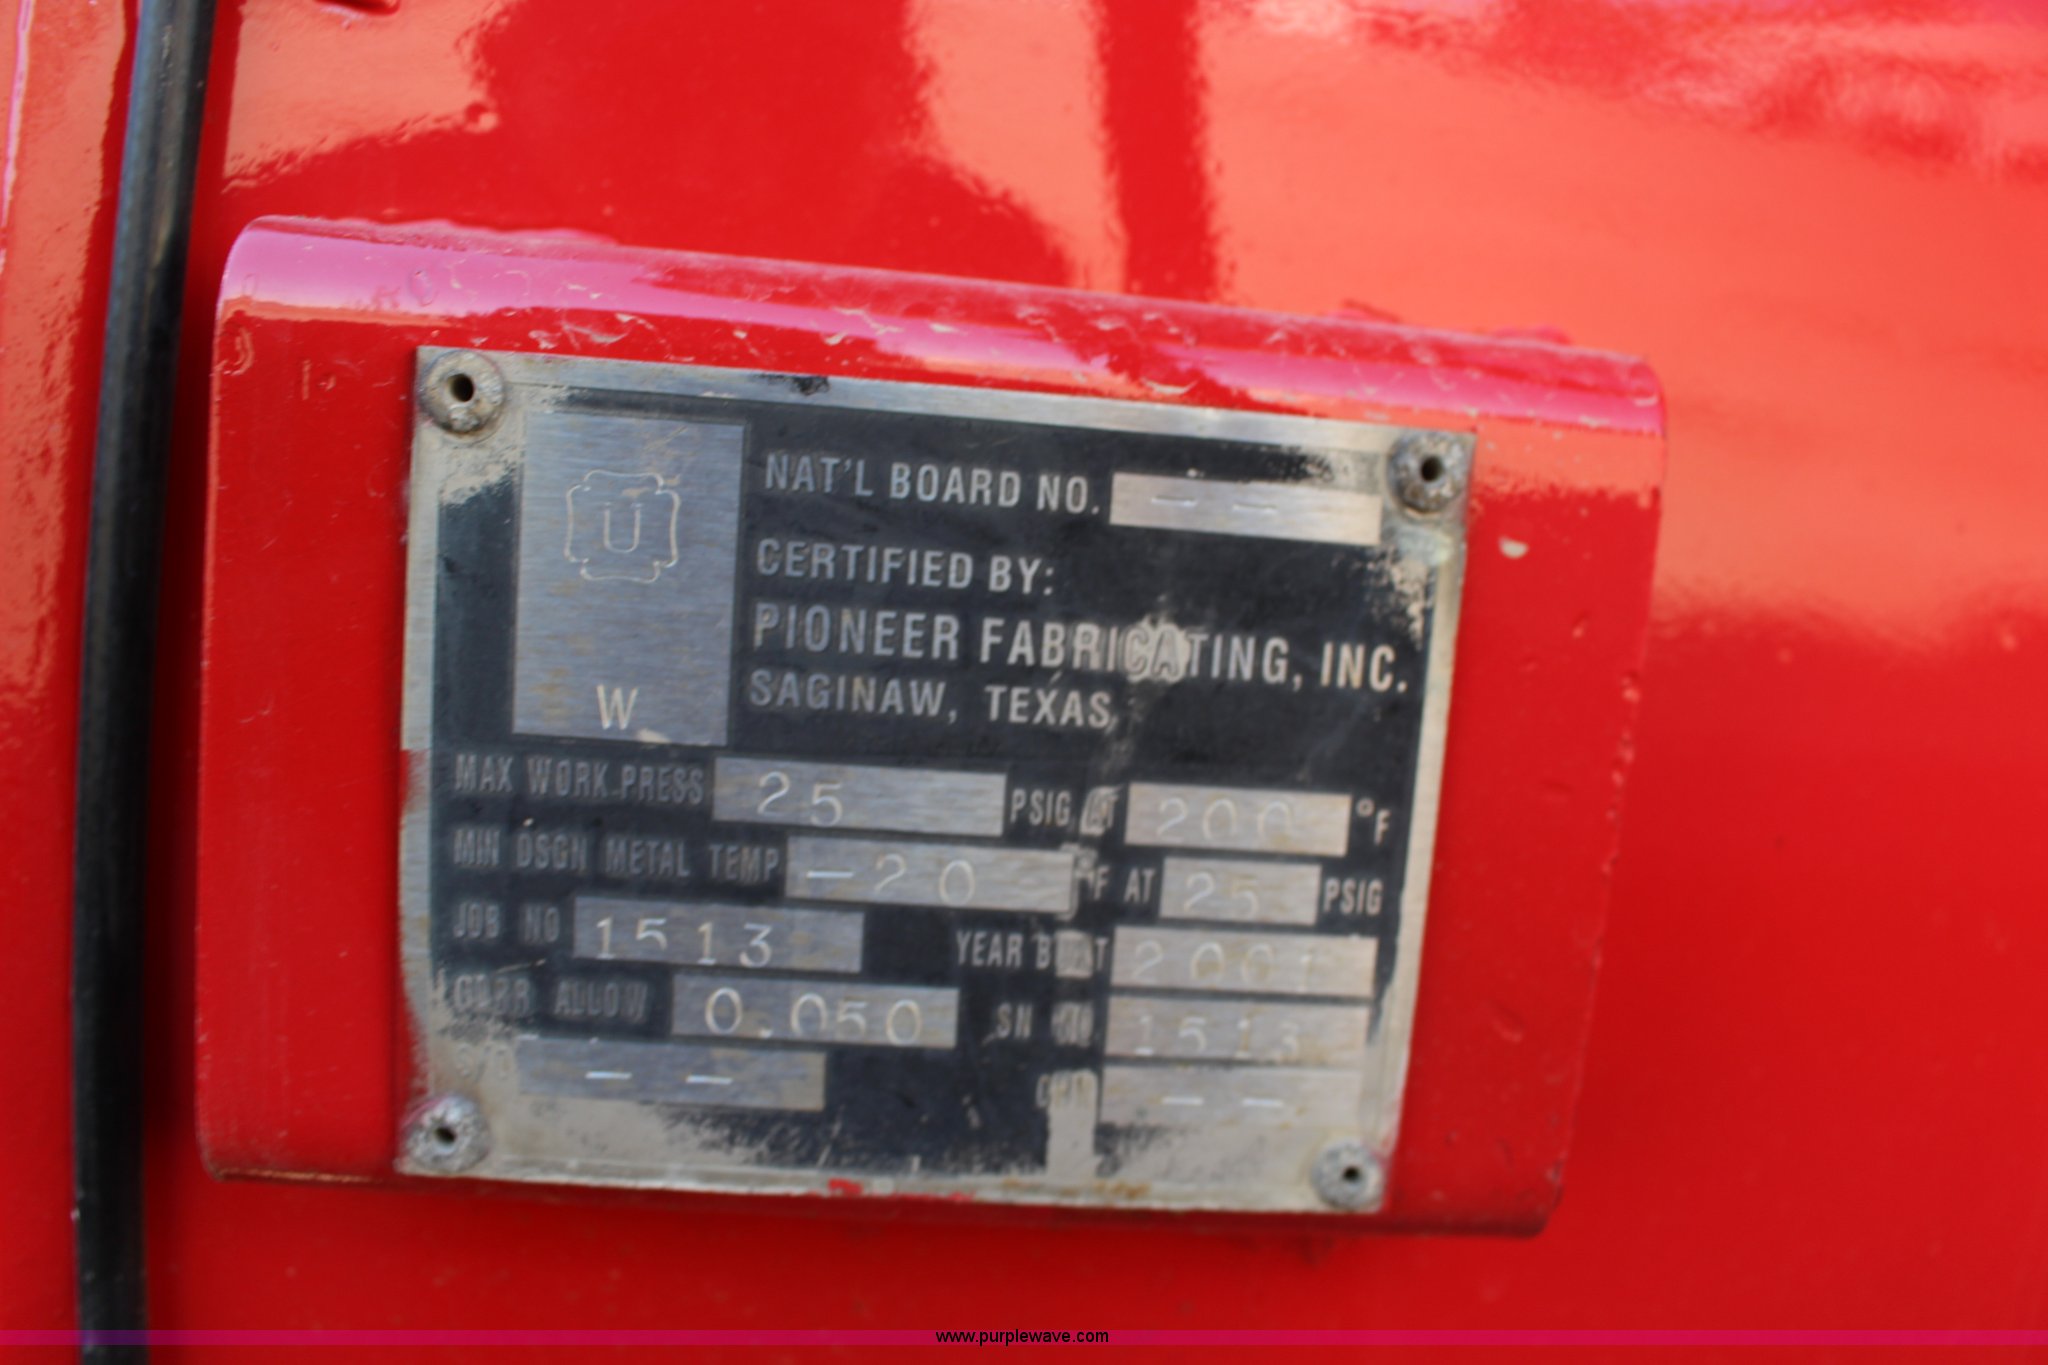 U
W
NAT'L BOARD NO. - -
CERTIFIED BY:
PIONEER FABRICATING, INC.
SAGINAW, TEXAS
MAX WORK PRESS 25 PSIG AT 200 °F
MIN DSGN METAL TEMP -20 °F AT 25 PSIG
JOB NO 1513 YEAR BUILT 2001
CORR ALLOW 0.050 SN NO. 1513
- - - -
www.purplewave.com